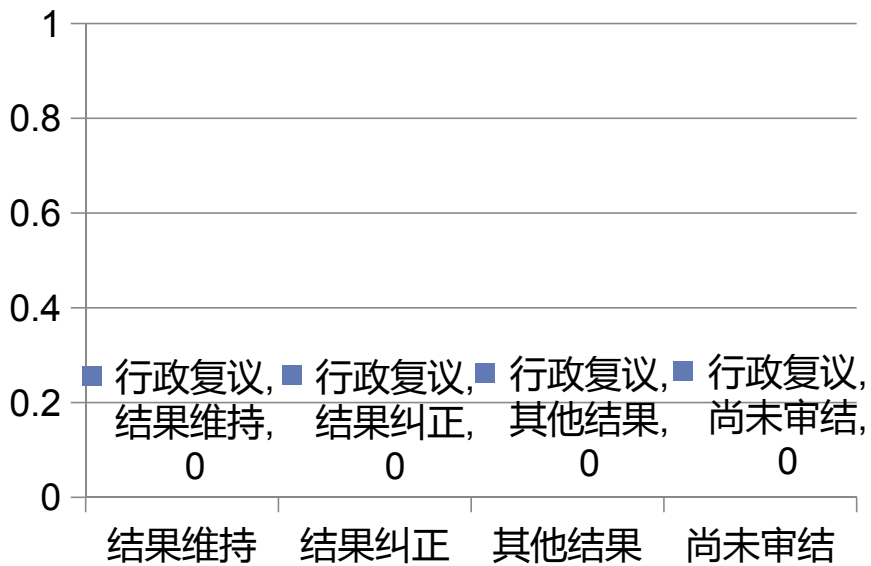 1
0.8
0.6
0.4
0.2
0
行政复议,
结果维持,
0
行政复议,
结果纠正,
0
行政复议,
其他结果,
0
行政复议,
尚未审结,
0
结果维持 结果纠正 其他结果 尚未审结